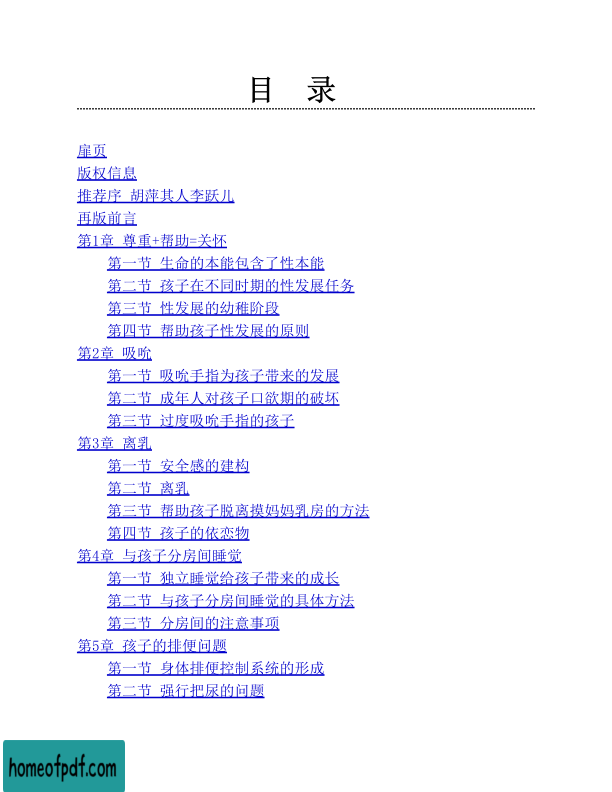 目 录
扉页
版权信息
推荐序 胡萍其人李跃儿
再版前言
第1章 尊重+帮助=关怀
第一节 生命的本能包含了性本能
第二节 孩子在不同时期的性发展任务
第三节 性发展的幼稚阶段
第四节 帮助孩子性发展的原则
第2章 吸吮
第一节 吸吮手指为孩子带来的发展
第二节 成年人对孩子口欲期的破坏
第三节 过度吸吮手指的孩子
第3章 离乳
第一节 安全感的建构
第二节 离乳
第三节 帮助孩子脱离摸妈妈乳房的方法
第四节 孩子的依恋物
第4章 与孩子分房间睡觉
第一节 独立睡觉给孩子带来的成长
第二节 与孩子分房间睡觉的具体方法
第三节 分房间的注意事项
第5章 孩子的排便问题
第一节 身体排便控制系统的形成
第二节 强行把尿的问题
homeofpdf.com